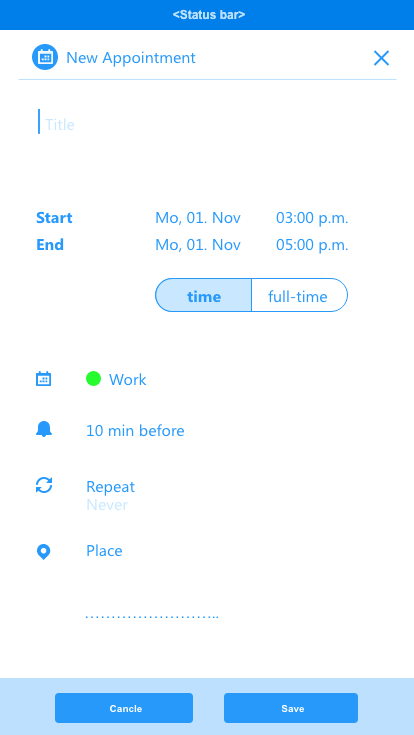 <Status bar>
New Appointment
Title
Start Mo, 01. Nov 03:00 p.m.
End Mo, 01. Nov 05:00 p.m.
time full-time
Work
10 min before
Repeat
Never
Place
........................
Cancle Save